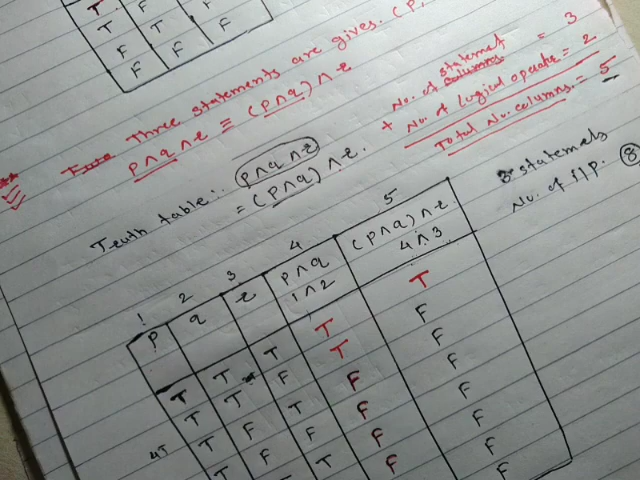 T F F
T T F
F F F
F F
Three statements are given. (P,
p∧q∧r ≡ (p∧q)∧r
No. of statement = 3
+ No. of Logical operator = 2
Total No. columns = 5
Truth table:. p∧q∧r
= (p∧q)∧r.
3 statements
No. of i/p. 8
1 2 3 4 5
P q r p∧q (p∧q)∧r
1∧2 4∧3
T T T T T
T T F T F
4T T F T F F
T F F F F
T F F
F
F